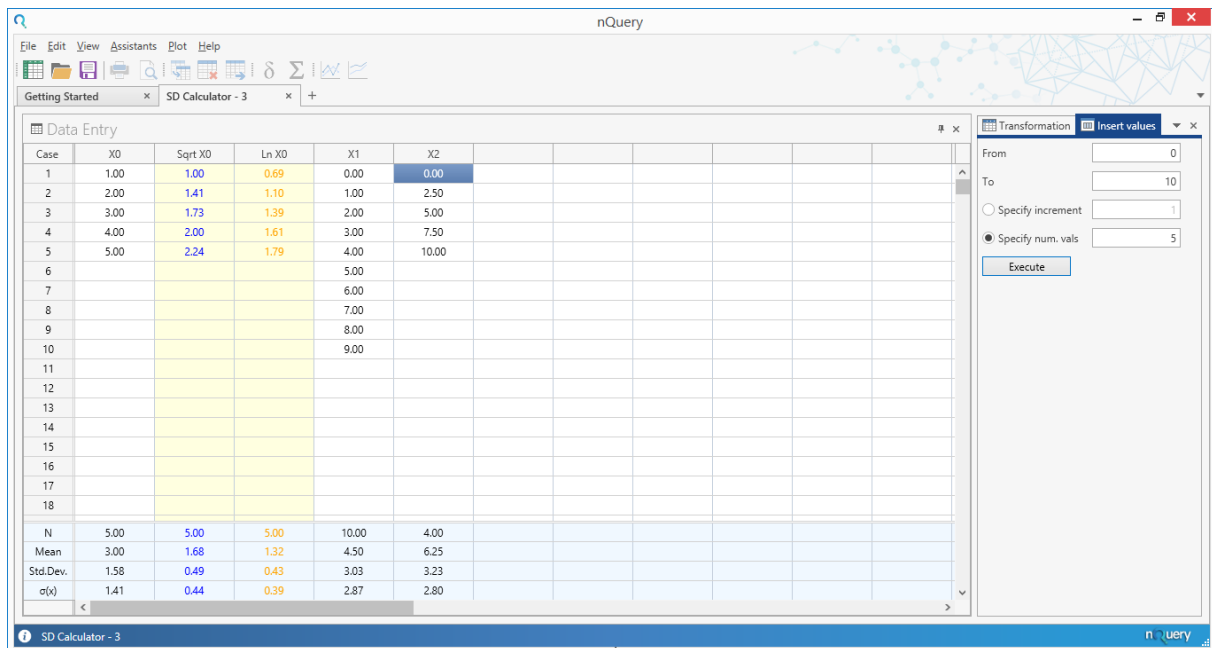 nQuery
File Edit View Assistants Plot Help
δ Σ
Getting Started × SD Calculator - 3 × +
Data Entry
Case X0 Sqrt X0 Ln X0 X1 X2
1 1.00 1.00 0.69 0.00 0.00
2 2.00 1.41 1.10 1.00 2.50
3 3.00 1.73 1.39 2.00 5.00
4 4.00 2.00 1.61 3.00 7.50
5 5.00 2.24 1.79 4.00 10.00
6 5.00
7 6.00
8 7.00
9 8.00
10 9.00
11
12
13
14
15
16
17
18
N 5.00 5.00 5.00 10.00 4.00
Mean 3.00 1.68 1.32 4.50 6.25
Std.Dev. 1.58 0.49 0.43 3.03 3.23
σ(x) 1.41 0.44 0.39 2.87 2.80
Transformation Insert values
From 0
To 10
Specify increment 1
Specify num. vals 5
Execute
SD Calculator - 3
nQuery